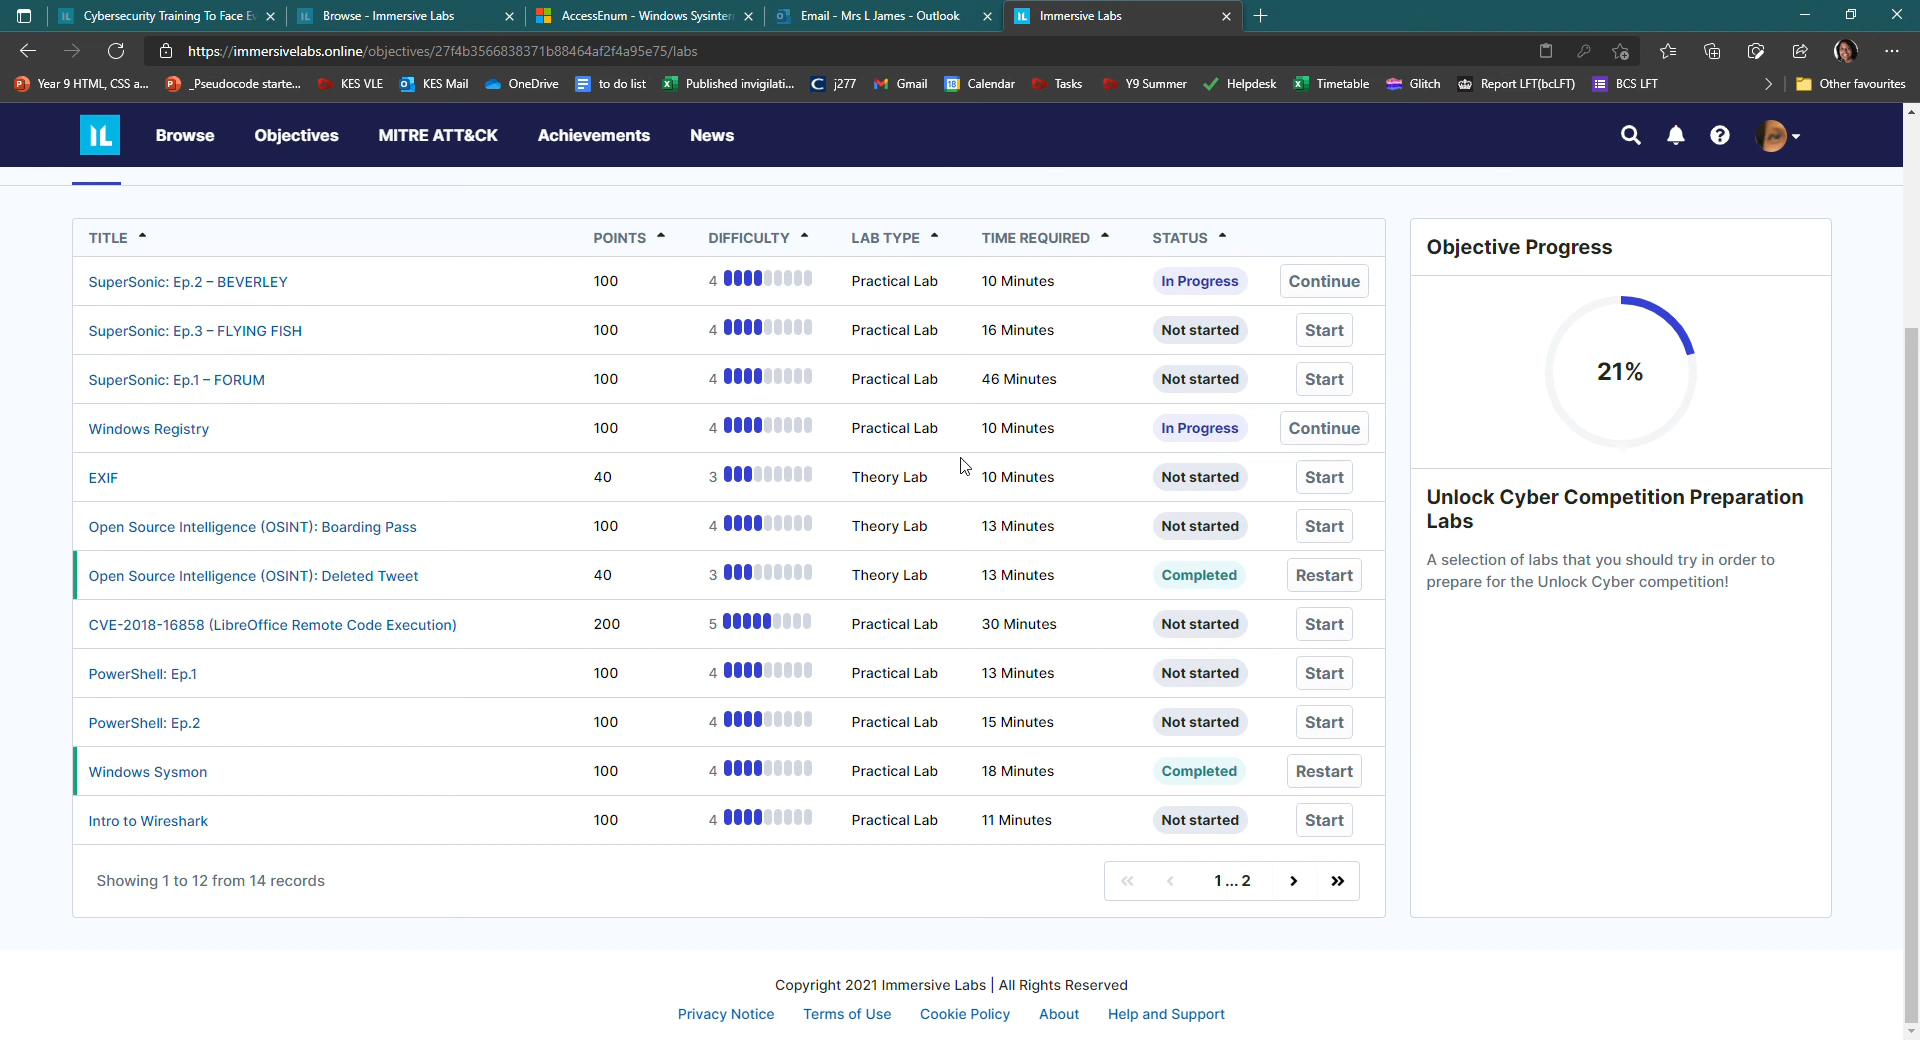 Cybersecurity Training To Face E
Browse - Immersive Labs
AccessEnum - Windows Sysinter
Email - Mrs L James - Outlook
Immersive Labs
https://immersivelabs.online/objectives/27f4b3566838371b88464af2f4a95e75/labs
Year 9 HTML, CSS a...
_Pseudocode starte...
KES VLE
KES Mail
OneDrive
to do list
Published invigilati...
j277
Gmail
Calendar
Tasks
Y9 Summer
Helpdesk
Timetable
Glitch
Report LFT(bcLFT)
BCS LFT
Other favourites
IL
Browse
Objectives
MITRE ATT&CK
Achievements
News
TITLE POINTS DIFFICULTY LAB TYPE TIME REQUIRED STATUS
SuperSonic: Ep.2 – BEVERLEY 100 4 Practical Lab 10 Minutes In Progress Continue
SuperSonic: Ep.3 – FLYING FISH 100 4 Practical Lab 16 Minutes Not started Start
SuperSonic: Ep.1 – FORUM 100 4 Practical Lab 46 Minutes Not started Start
Windows Registry 100 4 Practical Lab 10 Minutes In Progress Continue
EXIF 40 3 Theory Lab 10 Minutes Not started Start
Open Source Intelligence (OSINT): Boarding Pass 100 4 Theory Lab 13 Minutes Not started Start
Open Source Intelligence (OSINT): Deleted Tweet 40 3 Theory Lab 13 Minutes Completed Restart
CVE-2018-16858 (LibreOffice Remote Code Execution) 200 5 Practical Lab 30 Minutes Not started Start
PowerShell: Ep.1 100 4 Practical Lab 13 Minutes Not started Start
PowerShell: Ep.2 100 4 Practical Lab 15 Minutes Not started Start
Windows Sysmon 100 4 Practical Lab 18 Minutes Completed Restart
Intro to Wireshark 100 4 Practical Lab 11 Minutes Not started Start
Showing 1 to 12 from 14 records
« ‹ 1 ... 2 › »
Objective Progress
21%
Unlock Cyber Competition Preparation
Labs
A selection of labs that you should try in order to
prepare for the Unlock Cyber competition!
Copyright 2021 Immersive Labs | All Rights Reserved
Privacy Notice Terms of Use Cookie Policy About Help and Support